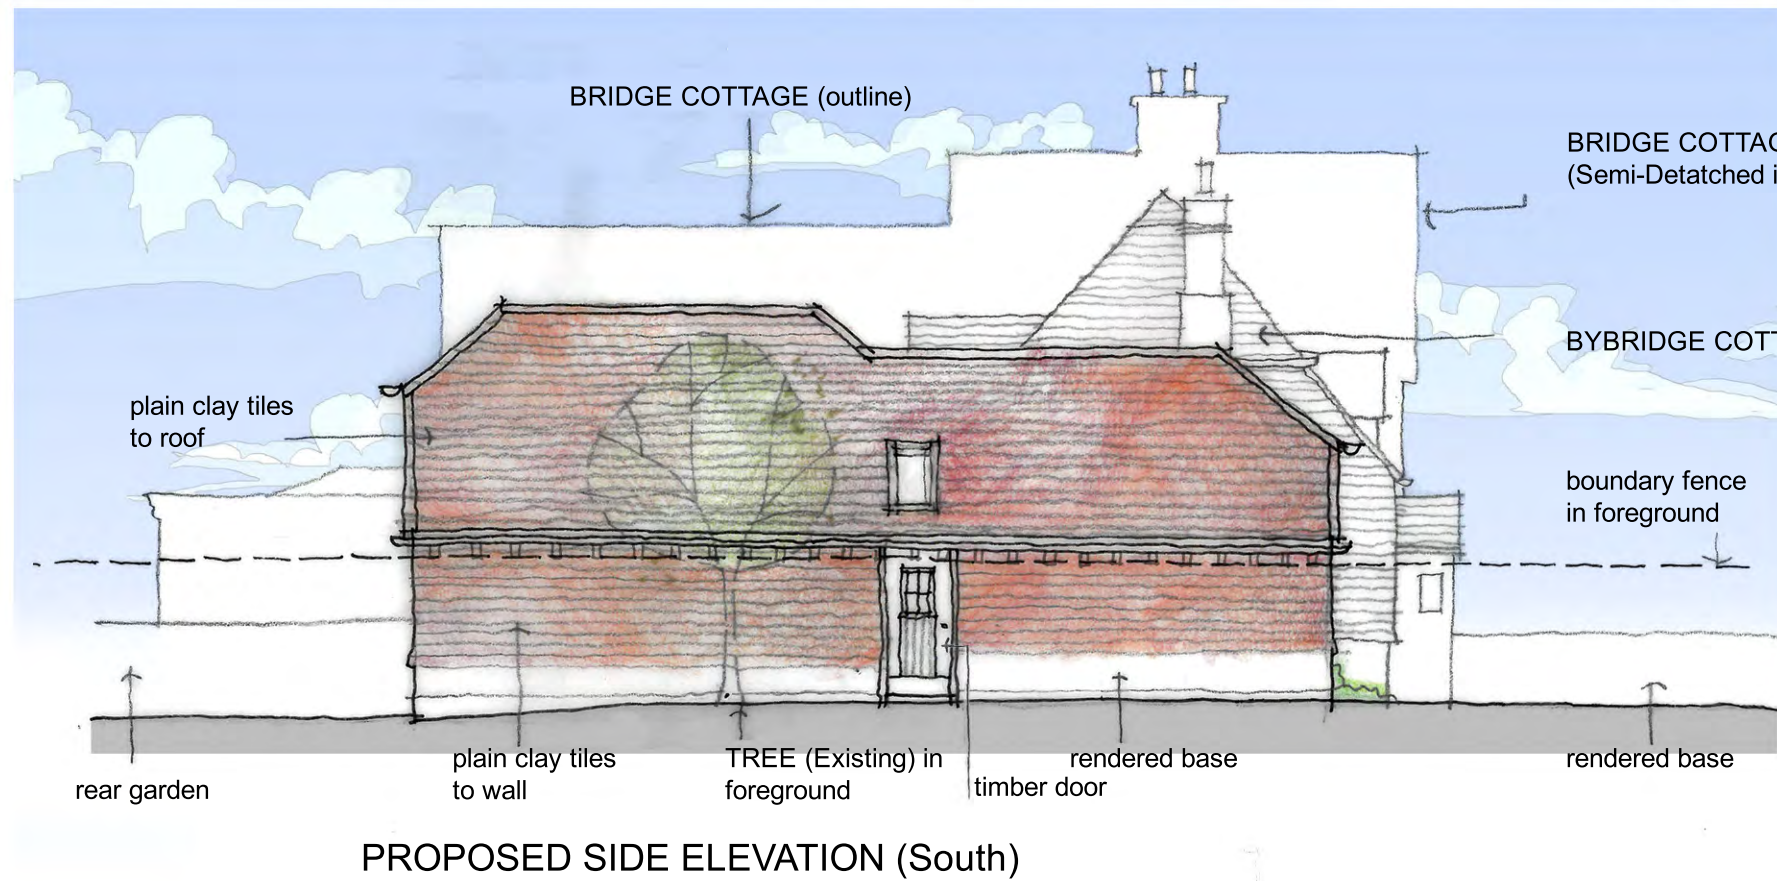 BRIDGE COTTAGE (outline)
BRIDGE COTTAG
(Semi-Detatched i
BYBRIDGE COTT
plain clay tiles
to roof
boundary fence
in foreground
plain clay tiles
to wall
TREE (Existing) in
foreground
rendered base
rendered base
timber door
rear garden
PROPOSED SIDE ELEVATION (South)